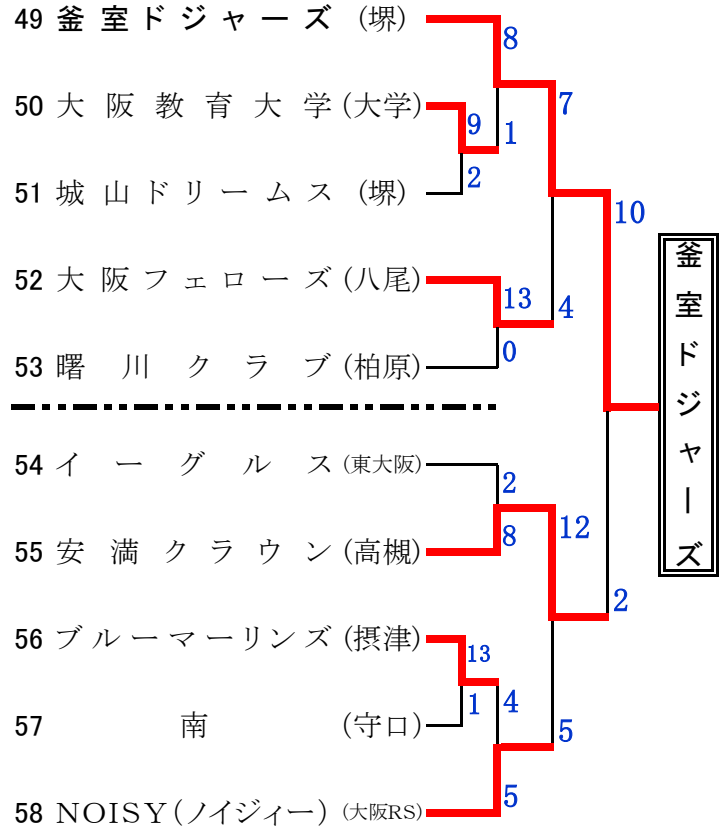 49 釜室ドジャーズ (堺)
8
50 大阪教育大学 (大学)
9
1
7
51 城山ドリームス (堺)
2
10
52 大阪フェローズ (八尾)
13
4
53 曙川クラブ (柏原)
0
釜室ドジャーズ
54 イーグルス (東大阪)
2
55 安満クラウン (高槻)
8
12
2
56 ブルーマーリンズ (摂津)
13
57 南 (守口)
1
4
5
58 NOISY(ノイジィー) (大阪RS)
5